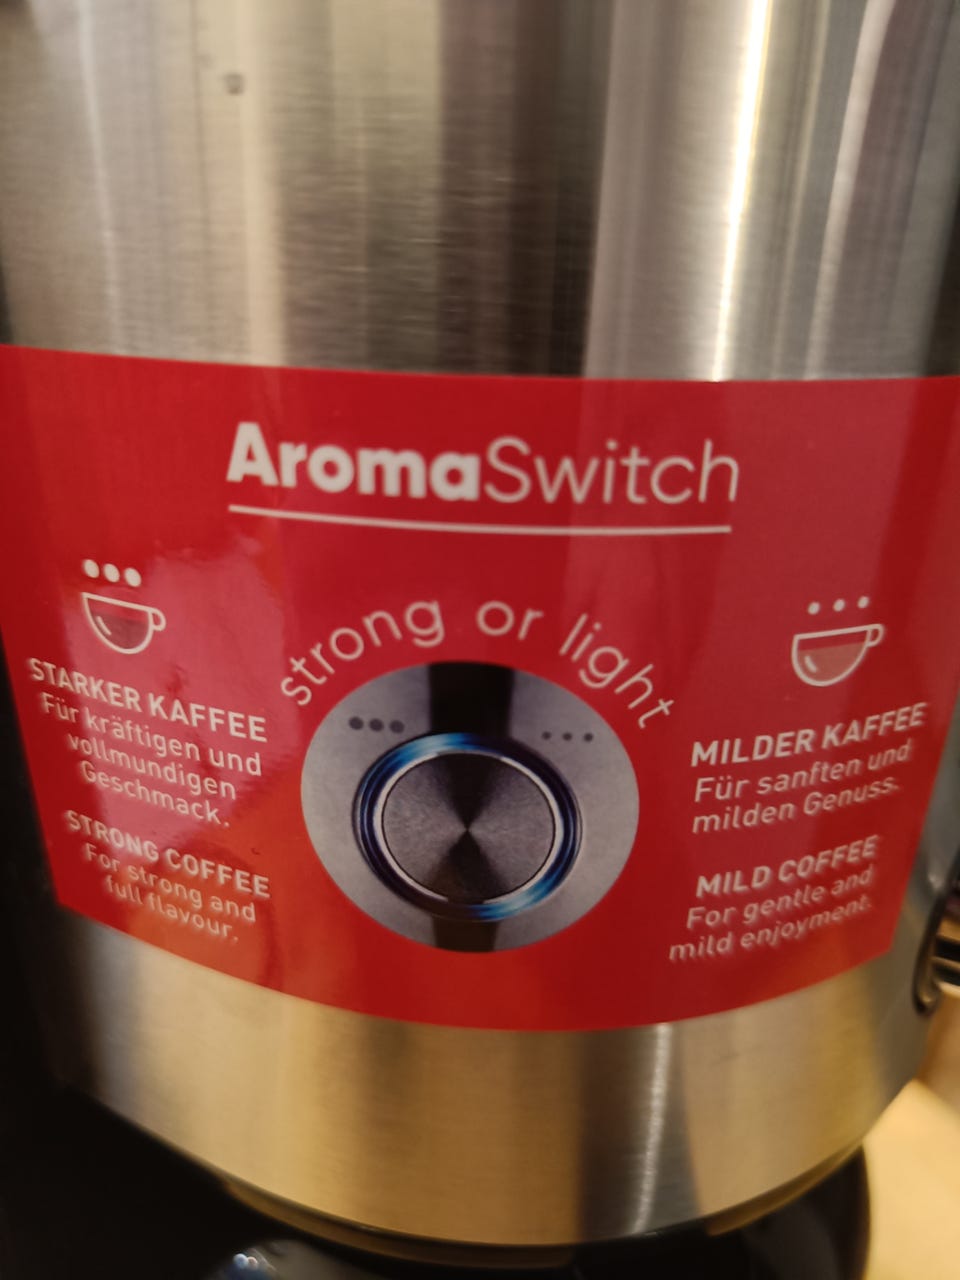 AromaSwitch
strong or light
STARKER KAFFEE
Für kräftigen und
vollmundigen
Geschmack.
STRONG COFFEE
For strong and
full flavour.
MILDER KAFFEE
Für sanften und
milden Genuss.
MILD COFFEE
For gentle and
mild enjoyment.